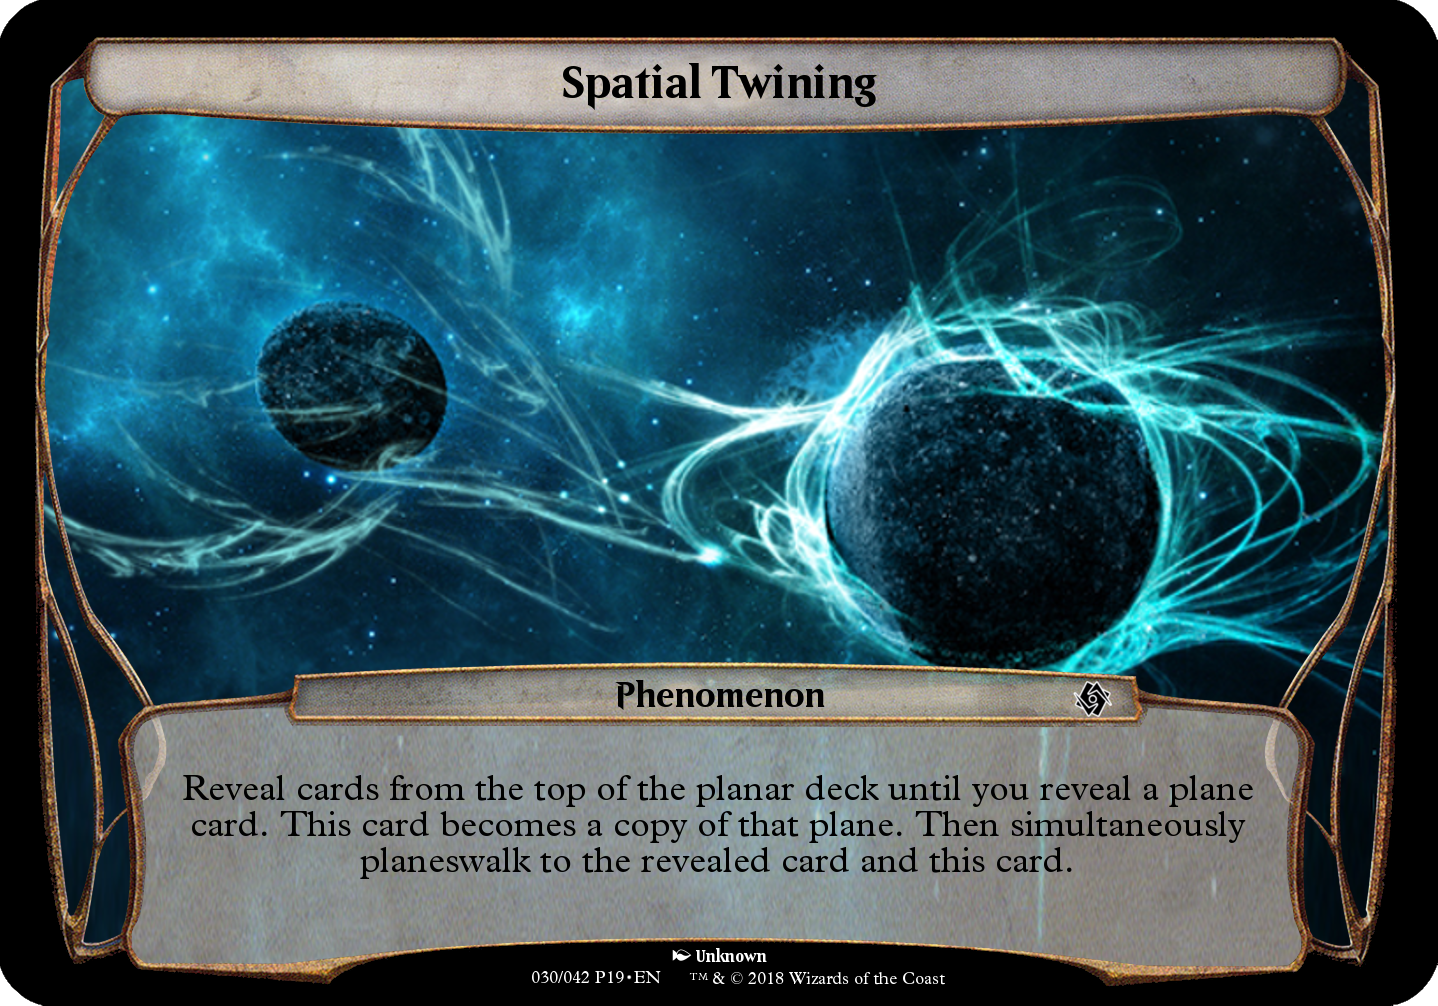 Spatial Twining
Phenomenon
Reveal cards from the top of the planar deck until you reveal a plane
card. This card becomes a copy of that plane. Then simultaneously
planeswalk to the revealed card and this card.
Unknown
030/042 P19•EN ™ & © 2018 Wizards of the Coast